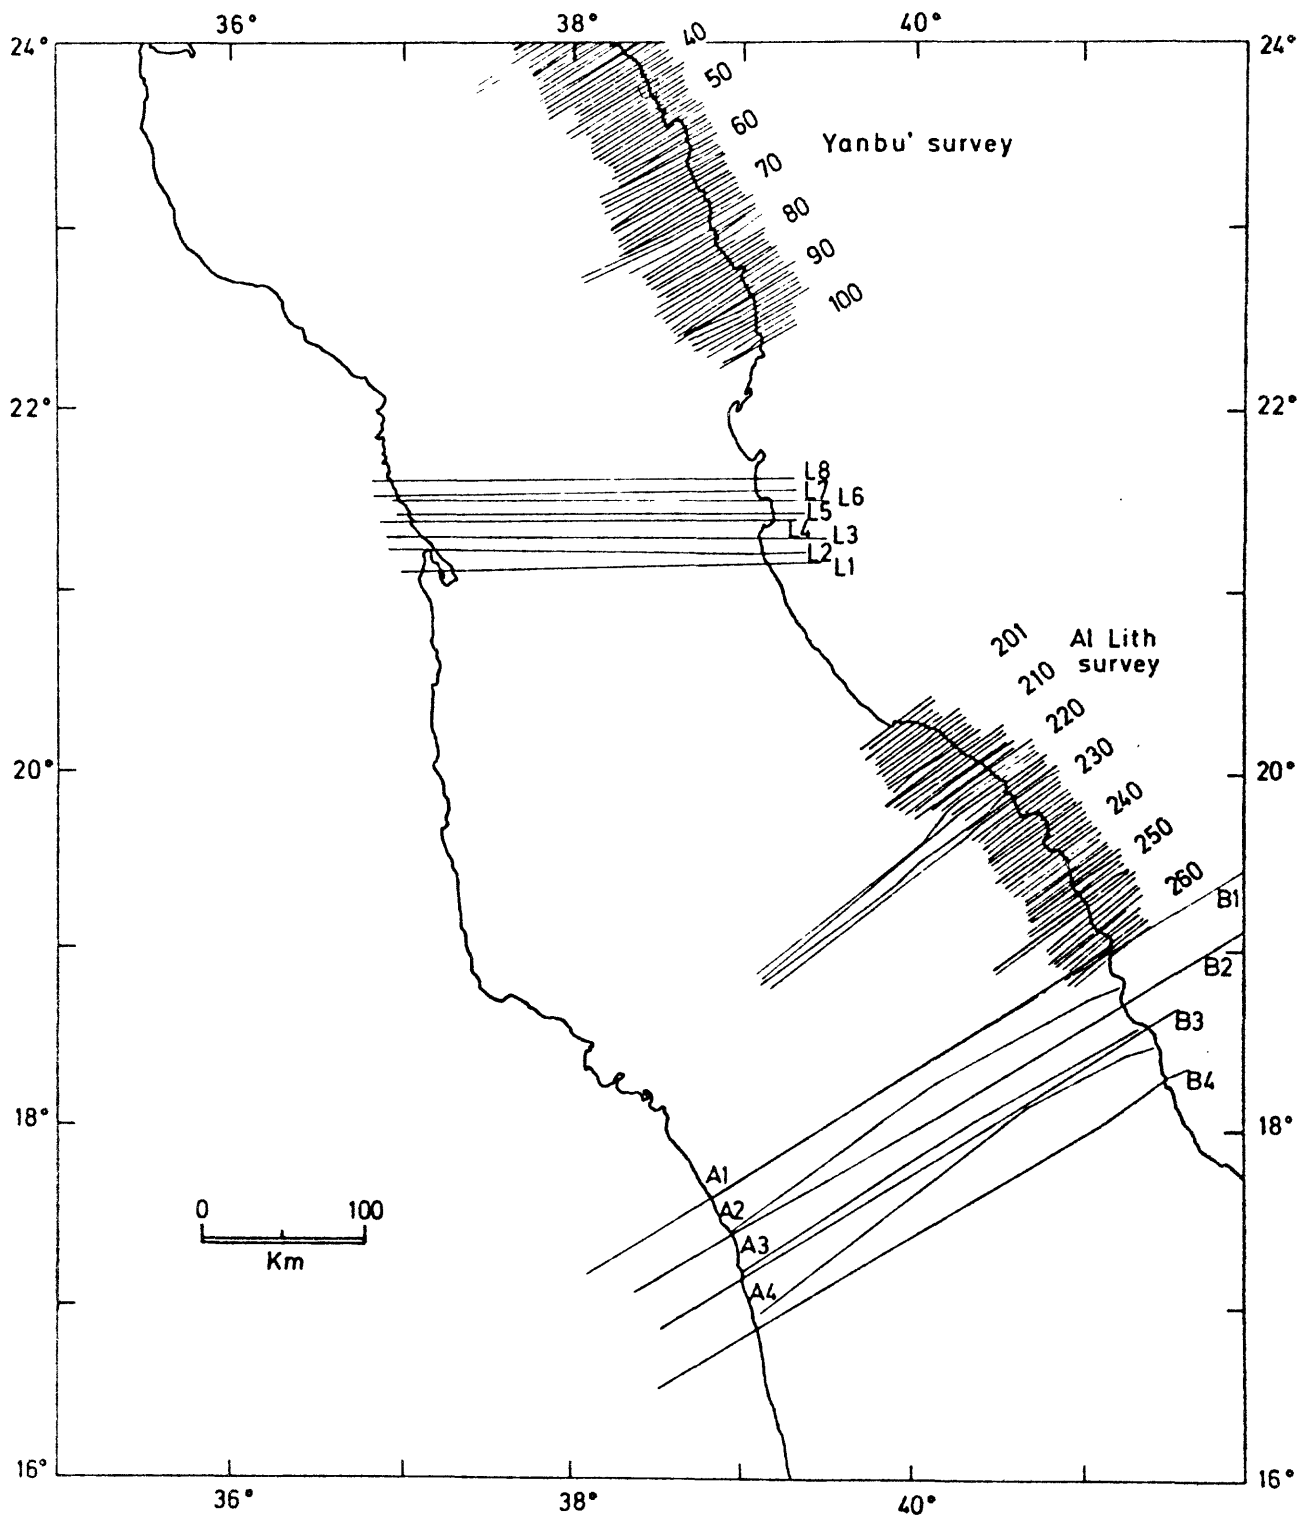 36° 38° 40°
24° 24°
40
50
60
Yanbu' survey
70
80
90
100
22° 22°
L8
L7 L6
L5
L4 L3
L2
L1
201 Al Lith
survey
210
220
20° 20°
230
240
250
260
B1
B2
B3
B4
18° 18°
A1
A2
A3
A4
0 100
Km
16° 16°
36° 38° 40°